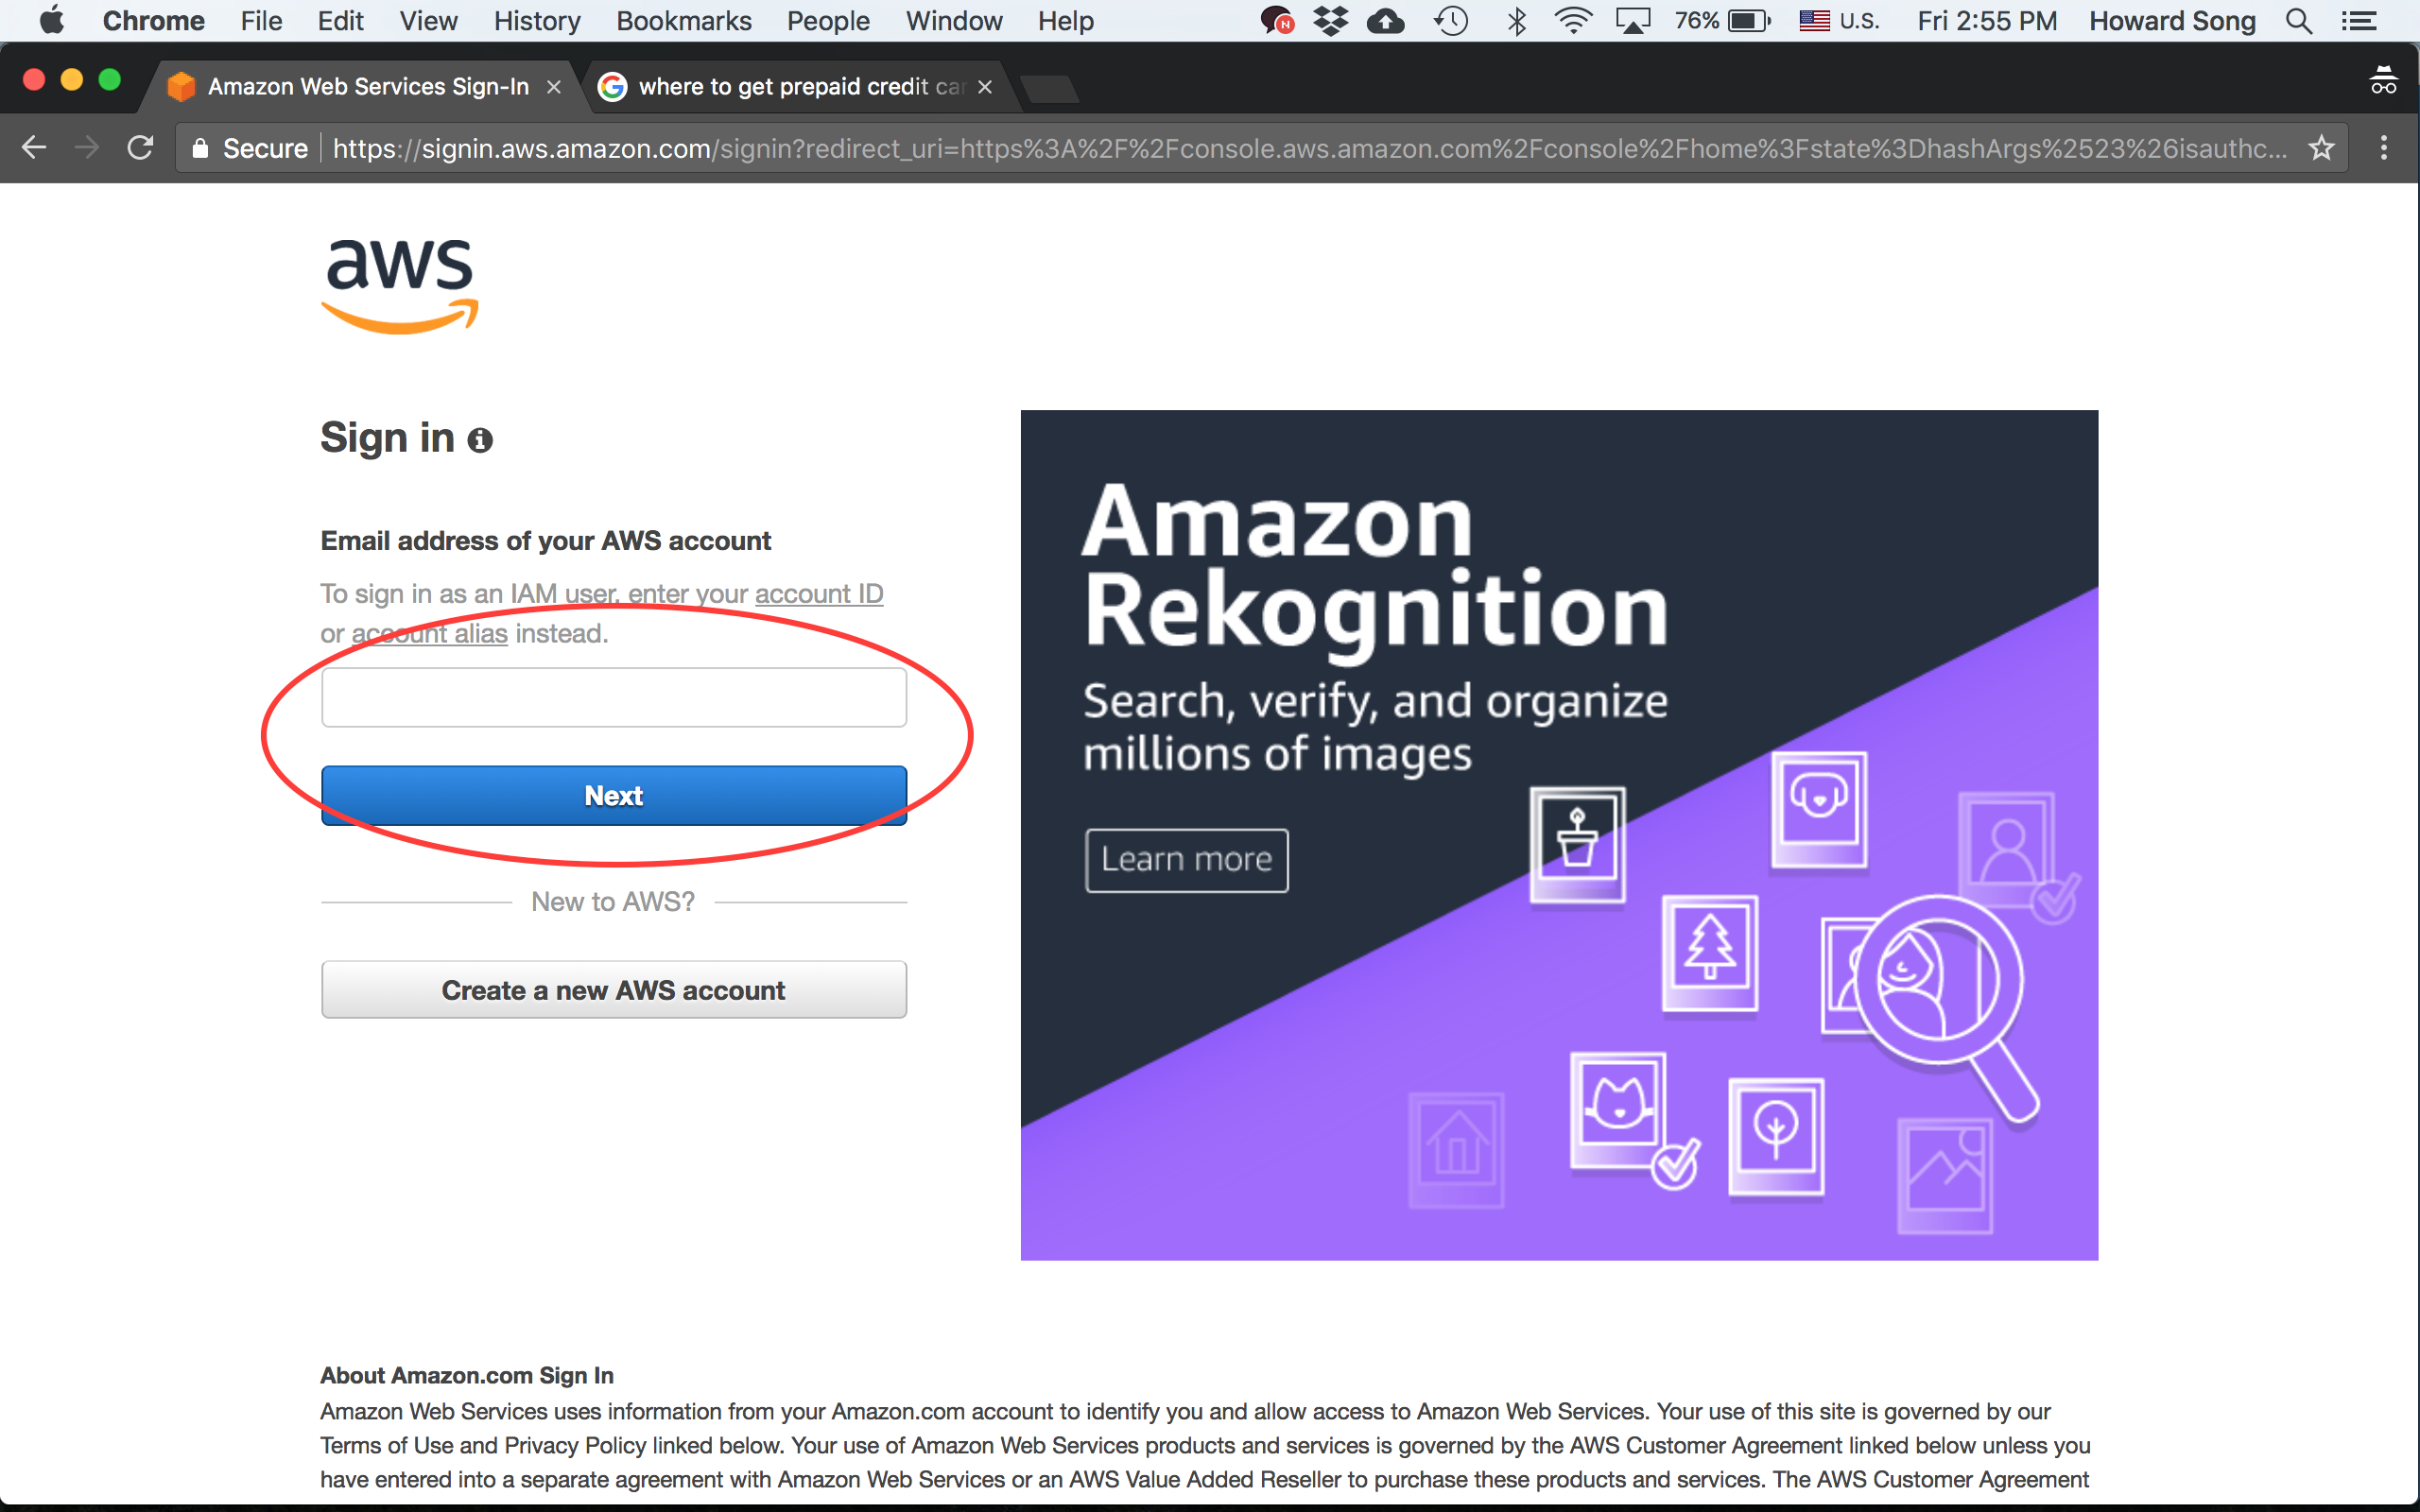 Chrome File Edit View History Bookmarks People Window Help N 76% U.S. Fri 2:55 PM Howard Song
Amazon Web Services Sign-In where to get prepaid credit car
Secure https://signin.aws.amazon.com/signin?redirect_uri=https%3A%2F%2Fconsole.aws.amazon.com%2Fconsole%2Fhome%3Fstate%3DhashArgs%2523%26isauthc...
aws
Sign in
Email address of your AWS account
To sign in as an IAM user, enter your account ID
or account alias instead.
Next
New to AWS?
Create a new AWS account
Amazon
Rekognition
Search, verify, and organize
millions of images
Learn more
About Amazon.com Sign In
Amazon Web Services uses information from your Amazon.com account to identify you and allow access to Amazon Web Services. Your use of this site is governed by our
Terms of Use and Privacy Policy linked below. Your use of Amazon Web Services products and services is governed by the AWS Customer Agreement linked below unless you
have entered into a separate agreement with Amazon Web Services or an AWS Value Added Reseller to purchase these products and services. The AWS Customer Agreement